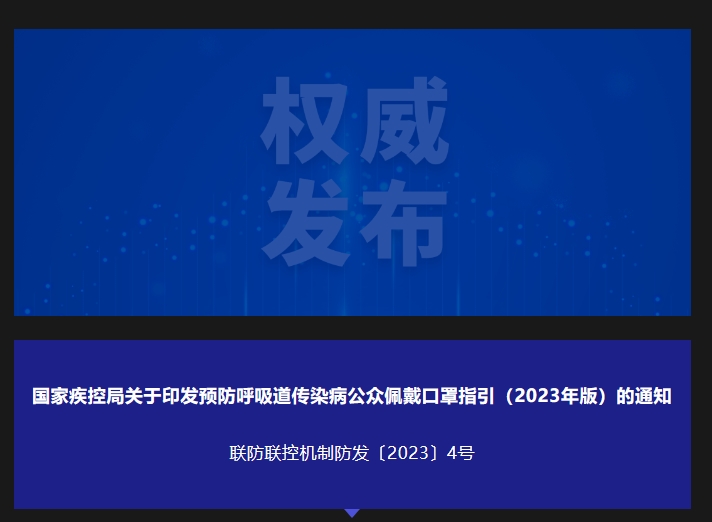 权威
发布
国家疾控局关于印发预防呼吸道传染病公众佩戴口罩指引（2023年版）的通知
联防联控机制防发〔2023〕4号